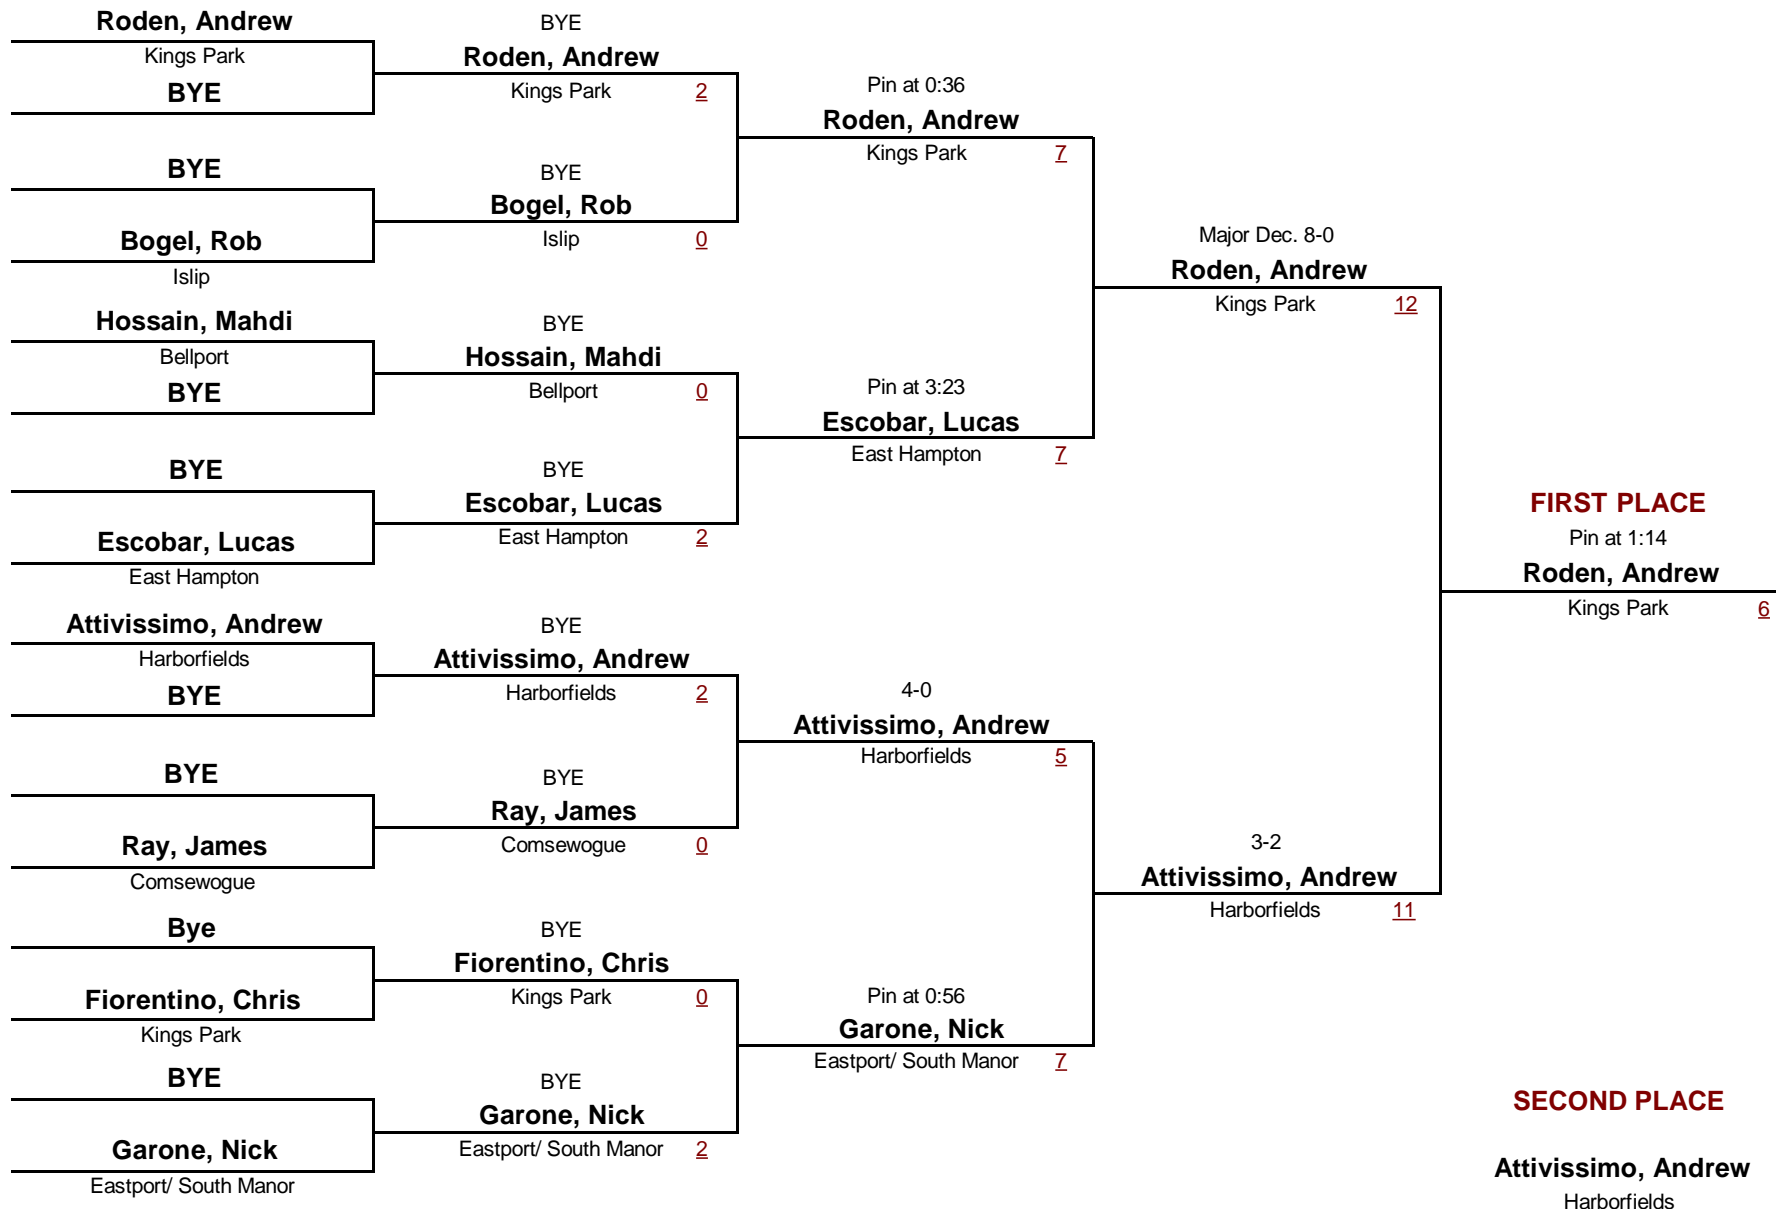 Roden, Andrew
Kings Park
BYE
BYE
Bogel, Rob
Islip
Hossain, Mahdi
Bellport
BYE
BYE
Escobar, Lucas
East Hampton
Attivissimo, Andrew
Harborfields
BYE
BYE
Ray, James
Comsewogue
Bye
Fiorentino, Chris
Kings Park
BYE
Garone, Nick
Eastport/ South Manor
BYE
Roden, Andrew
Kings Park 2
BYE
Bogel, Rob
Islip 0
BYE
Hossain, Mahdi
Bellport 0
BYE
Escobar, Lucas
East Hampton 2
BYE
Attivissimo, Andrew
Harborfields 2
BYE
Ray, James
Comsewogue 0
BYE
Fiorentino, Chris
Kings Park 0
BYE
Garone, Nick
Eastport/ South Manor 2
Pin at 0:36
Roden, Andrew
Kings Park 7
Pin at 3:23
Escobar, Lucas
East Hampton 7
4-0
Attivissimo, Andrew
Harborfields 5
Pin at 0:56
Garone, Nick
Eastport/ South Manor 7
Major Dec. 8-0
Roden, Andrew
Kings Park 12
3-2
Attivissimo, Andrew
Harborfields 11
FIRST PLACE
Pin at 1:14
Roden, Andrew
Kings Park 6
SECOND PLACE
Attivissimo, Andrew
Harborfields